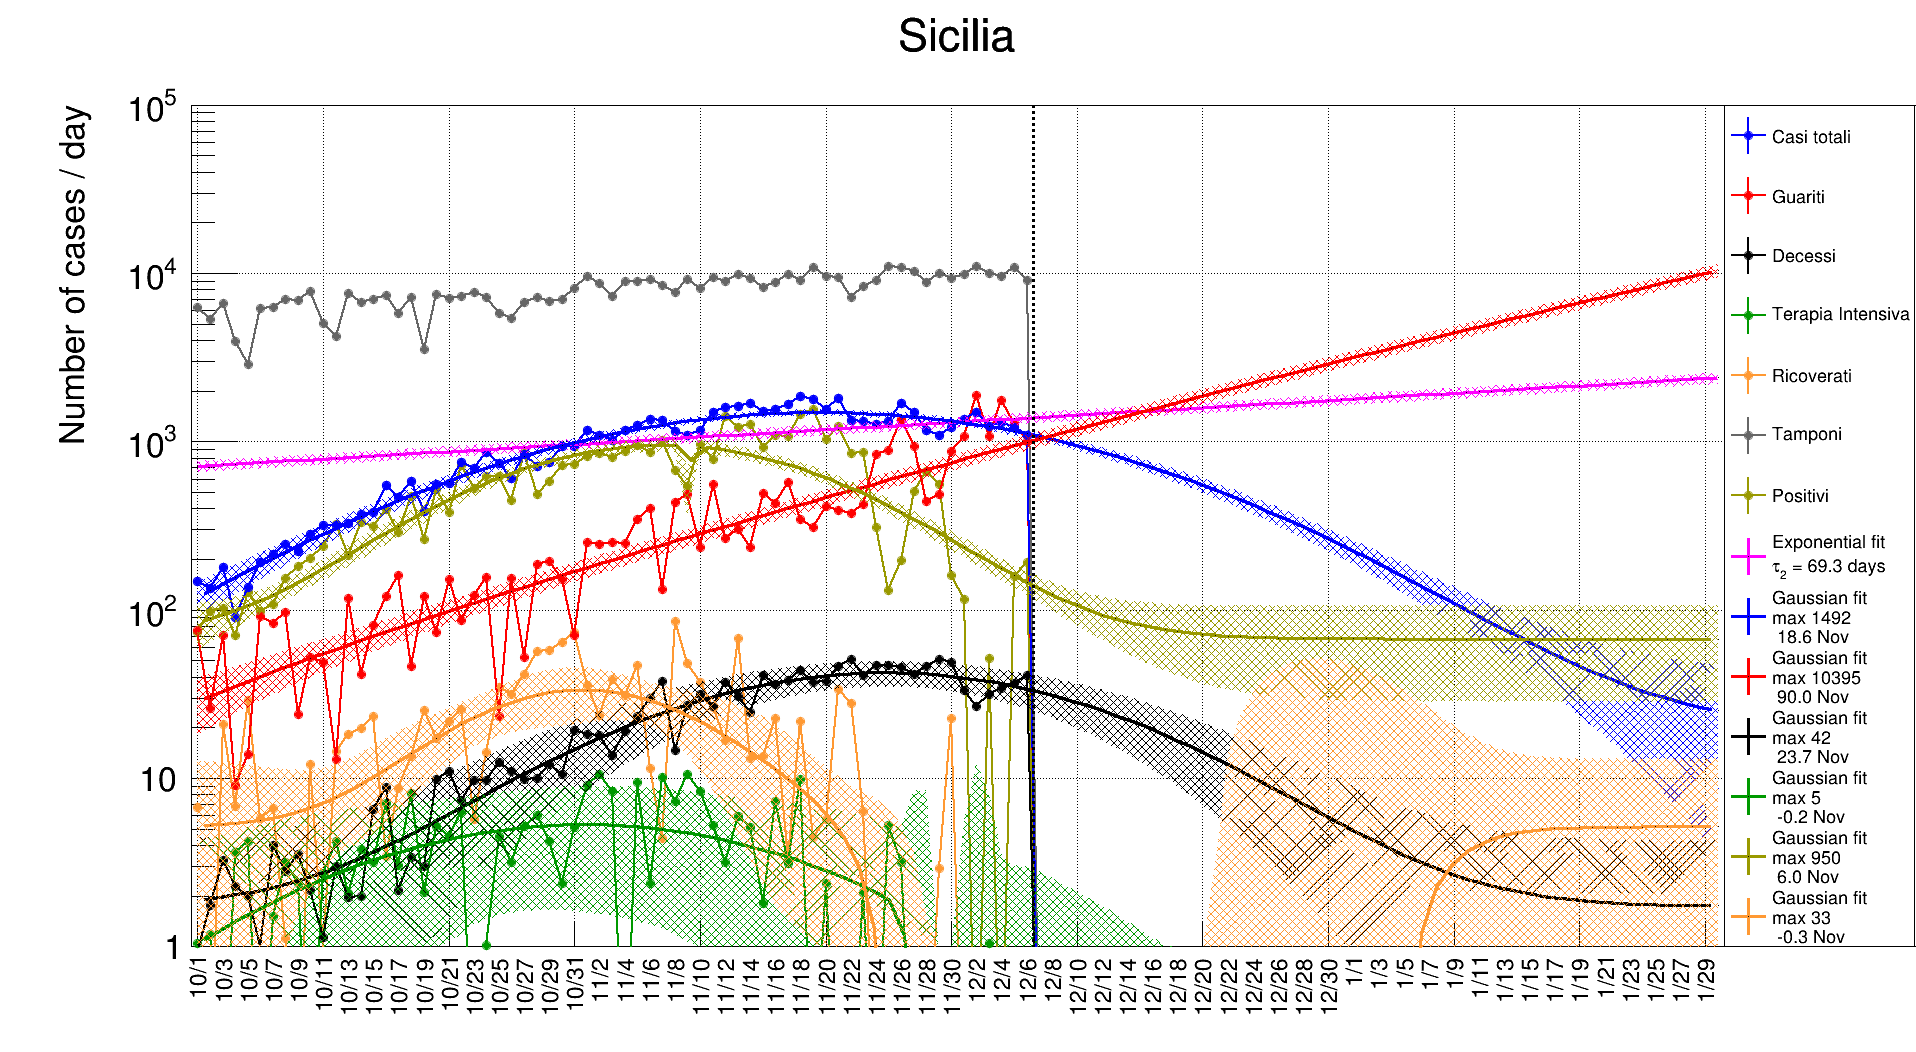 Sicilia
Number of cases / day
10^5
10^4
10^3
10^2
10
1
10/1
10/3
10/5
10/7
10/9
10/11
10/13
10/15
10/17
10/19
10/21
10/23
10/25
10/27
10/29
10/31
11/2
11/4
11/6
11/8
11/10
11/12
11/14
11/16
11/18
11/20
11/22
11/24
11/26
11/28
11/30
12/2
12/4
12/6
12/8
12/10
12/12
12/14
12/16
12/18
12/20
12/22
12/24
12/26
12/28
12/30
1/1
1/3
1/5
1/7
1/9
1/11
1/13
1/15
1/17
1/19
1/21
1/23
1/25
1/27
1/29
Casi totali
Guariti
Decessi
Terapia Intensiva
Ricoverati
Tamponi
Positivi
Exponential fit
τ2 = 69.3 days
Gaussian fit
max 1492
18.6 Nov
Gaussian fit
max 10395
90.0 Nov
Gaussian fit
max 42
23.7 Nov
Gaussian fit
max 5
-0.2 Nov
Gaussian fit
max 950
6.0 Nov
Gaussian fit
max 33
-0.3 Nov